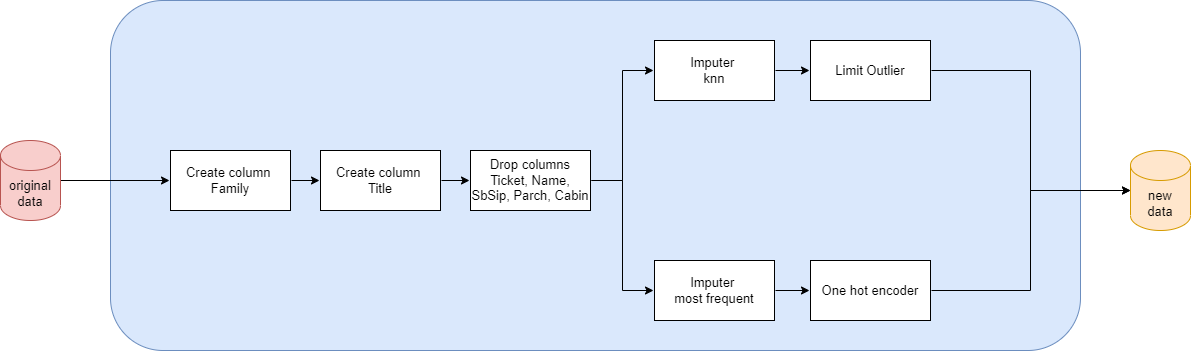 original
data
Create column
Family
Create column
Title
Drop columns
Ticket, Name,
SbSip, Parch, Cabin
Imputer
knn
Limit Outlier
Imputer
most frequent
One hot encoder
new
data